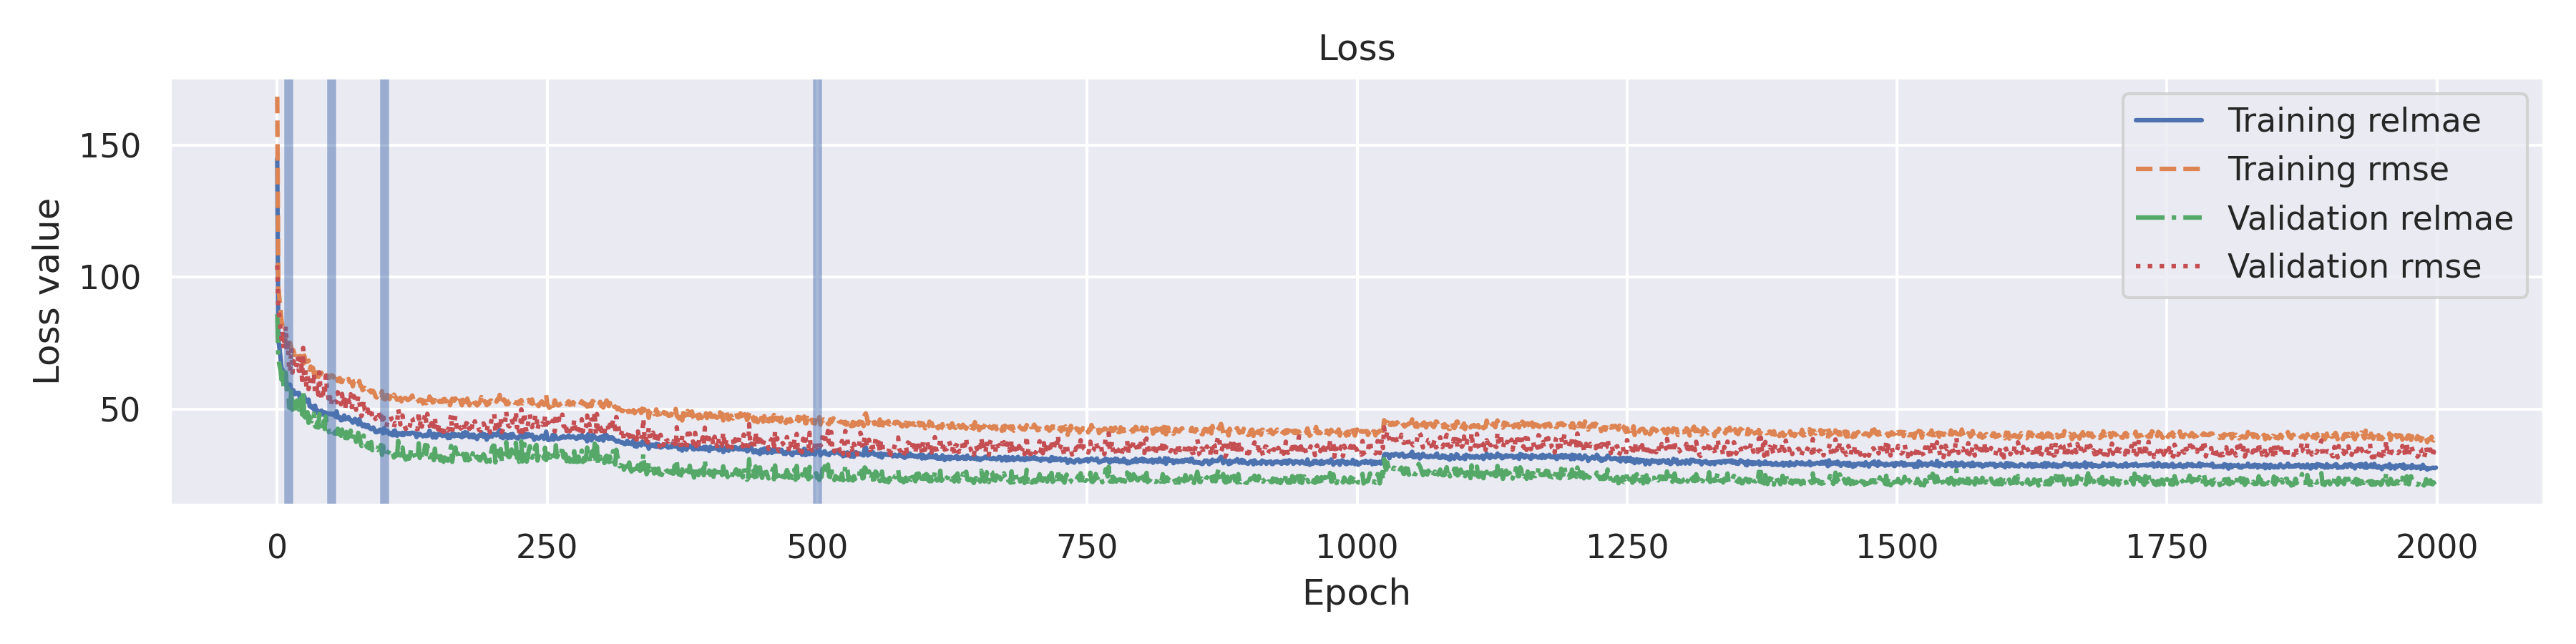 Loss
Loss value
150
100
50
Training relmae
Training rmse
Validation relmae
Validation rmse
0 250 500 750 1000 1250 1500 1750 2000
Epoch